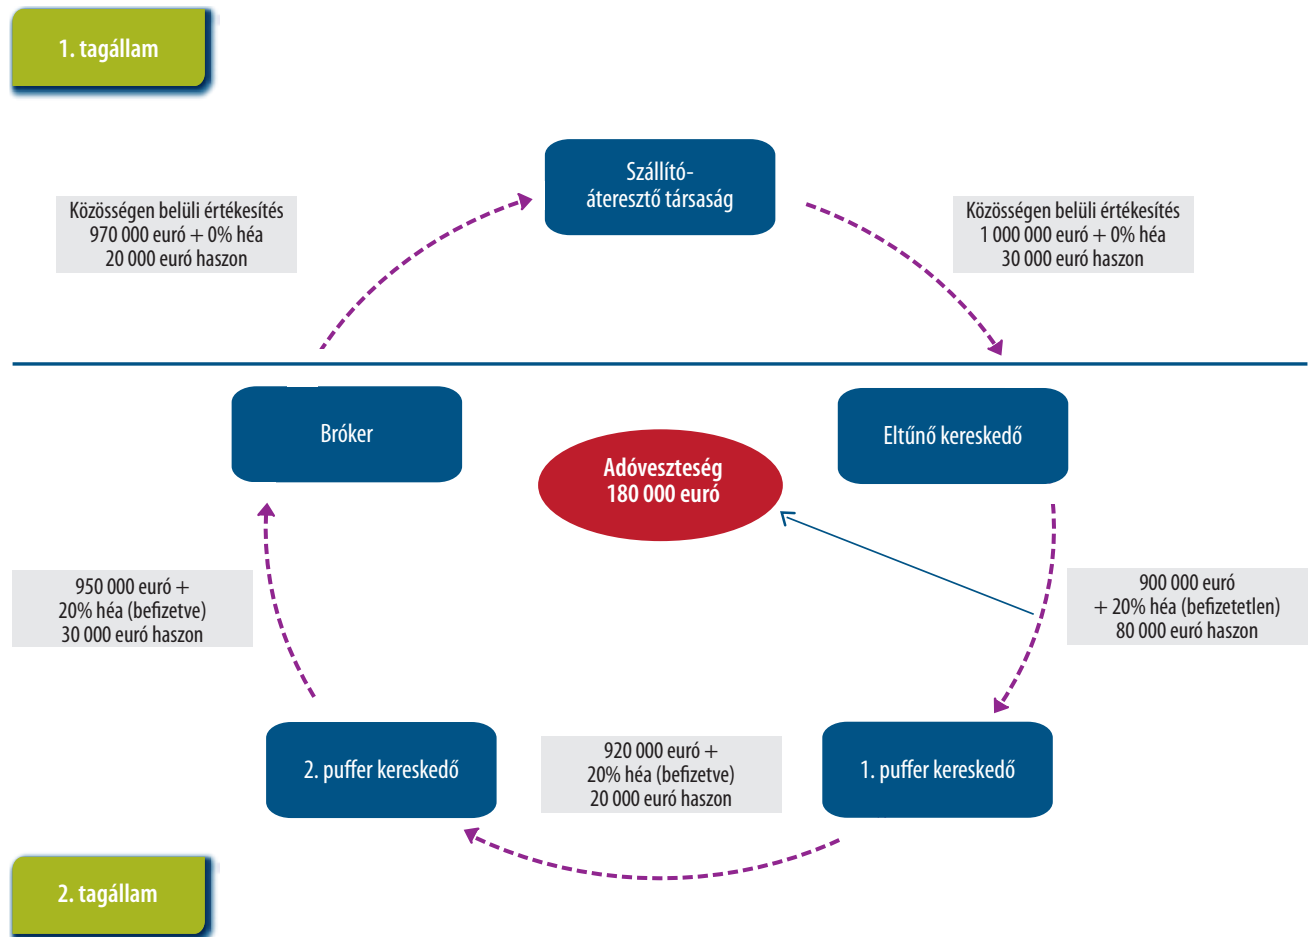 1. tagállam
Szállító-
áteresztő társaság
Közösségen belüli értékesítés
970 000 euró + 0% héa
20 000 euró haszon
Közösségen belüli értékesítés
1 000 000 euró + 0% héa
30 000 euró haszon
Bróker
Eltűnő kereskedő
Adóveszteség
180 000 euró
950 000 euró +
20% héa (befizetve)
30 000 euró haszon
900 000 euró
+ 20% héa (befizetetlen)
80 000 euró haszon
2. puffer kereskedő
920 000 euró +
20% héa (befizetve)
20 000 euró haszon
1. puffer kereskedő
2. tagállam